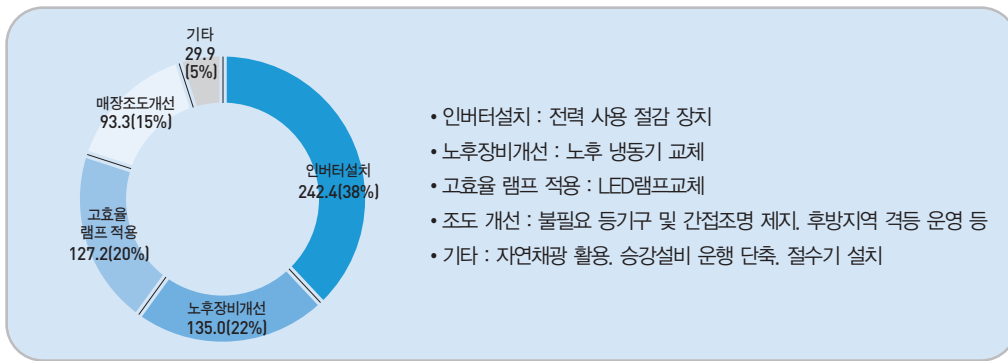 기타
29.9
(5%)
매장조도개선
93.3(15%)
인버터설치
242.4(38%)
고효율
램프 적용
127.2(20%)
노후장비개선
135.0(22%)
• 인버터설치 : 전력 사용 절감 장치
• 노후장비개선 : 노후 냉동기 교체
• 고효율 램프 적용 : LED램프교체
• 조도 개선 : 불필요 등기구 및 간접조명 제지, 후방지역 격등 운영 등
• 기타 : 자연채광 활용, 승강설비 운행 단축, 절수기 설치